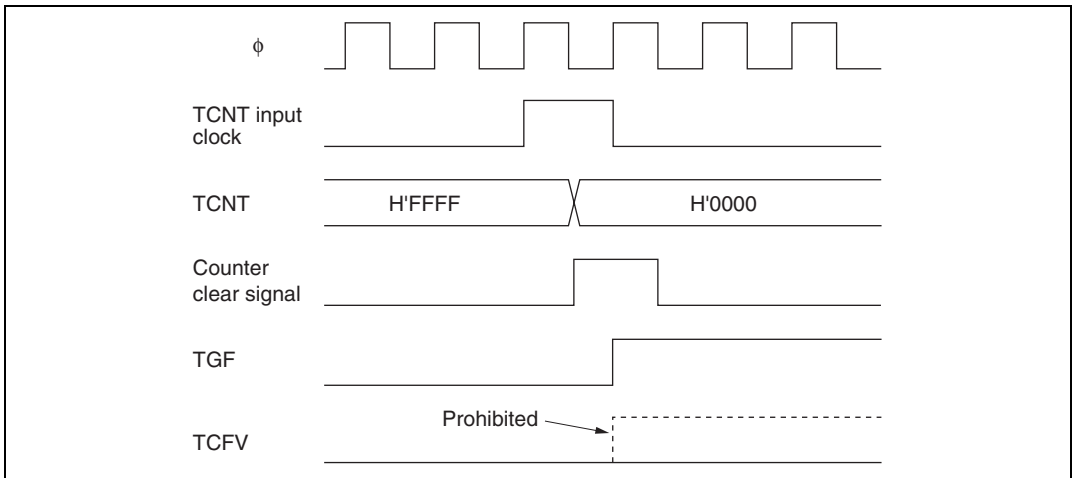 ϕ
TCNT input
clock
TCNT
H'FFFF
H'0000
Counter
clear signal
TGF
Prohibited
TCFV